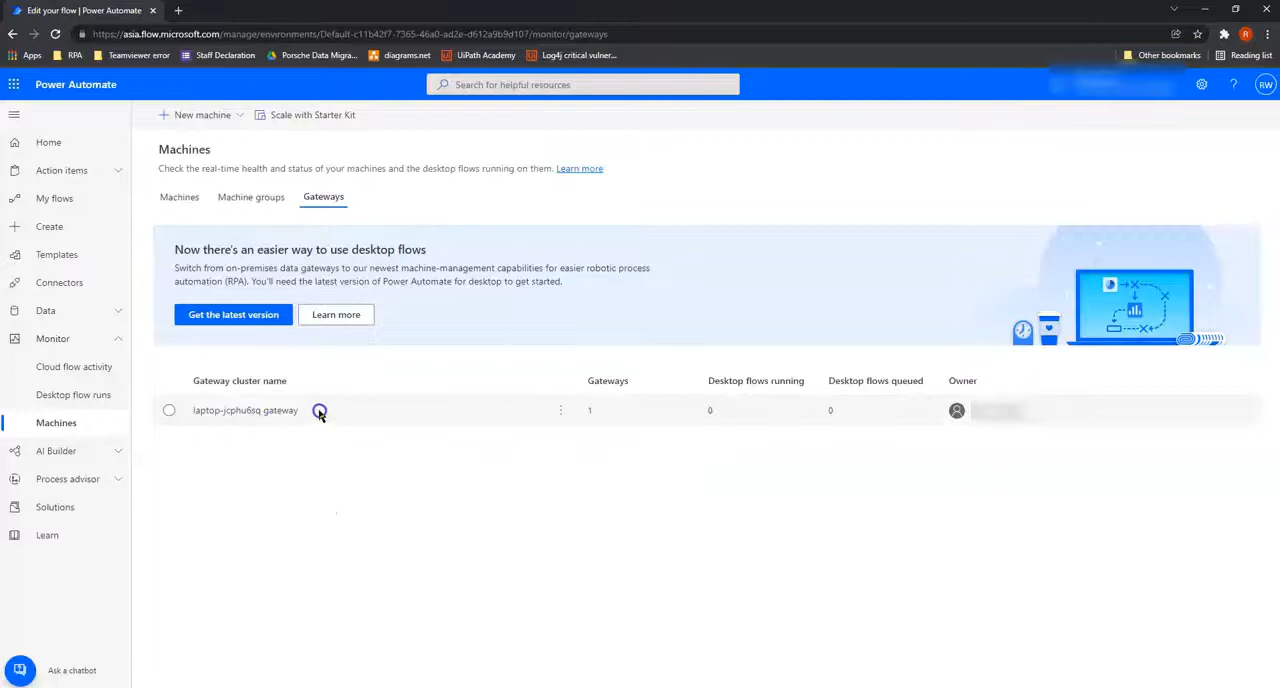 Edit your flow | Power Automate
https://asia.flow.microsoft.com/manage/environments/Default-c11b42f7-7365-46a0-ad2e-d612a9b9d107/monitor/gateways
R
Apps RPA Teamviewer error Staff Declaration Porsche Data Migra... diagrams.net UiPath Academy Log4j critical vulner... Other bookmarks Reading list
Power Automate
Search for helpful resources
RW
New machine Scale with Starter Kit
Machines
Check the real-time health and status of your machines and the desktop flows running on them. Learn more
Machines Machine groups Gateways
Home
Action items
My flows
Create
Templates
Connectors
Data
Monitor
Cloud flow activity
Desktop flow runs
Machines
AI Builder
Process advisor
Solutions
Learn
Ask a chatbot
Now there's an easier way to use desktop flows
Switch from on-premises data gateways to our newest machine-management capabilities for easier robotic process
automation (RPA). You'll need the latest version of Power Automate for desktop to get started.
Get the latest version Learn more
Gateway cluster name Gateways Desktop flows running Desktop flows queued Owner
laptop-jcphu6sq gateway 1 0 0